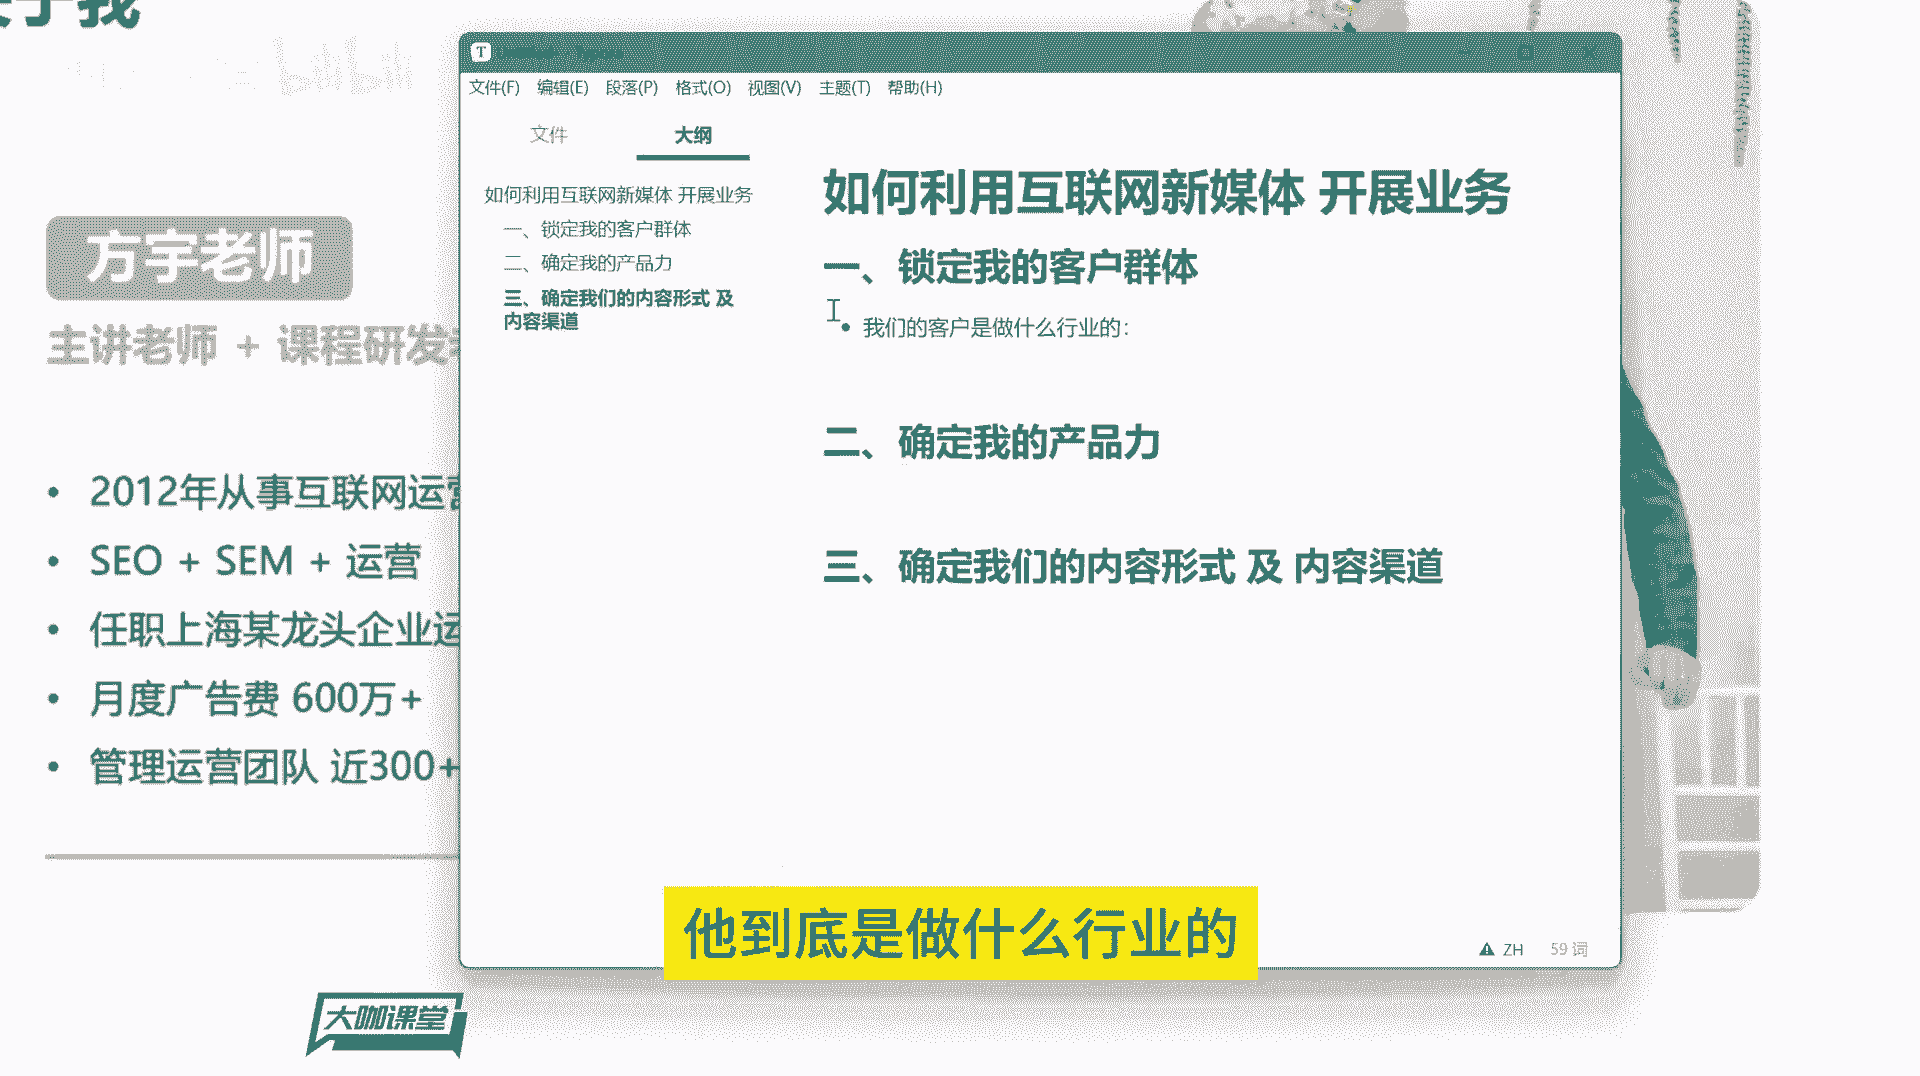 bilibili
方宇老师
主讲老师 + 课程研发
2012年从事互联网运营
SEO + SEM + 运营
任职上海某龙头企业运
月度广告费 600万+
管理运营团队 近300+
T
文件(F) 编辑(E) 段落(P) 格式(O) 视图(V) 主题(T) 帮助(H)
文件 大纲
如何利用互联网新媒体 开展业务
一、锁定我的客户群体
二、确定我的产品力
三、确定我们的内容形式 及
内容渠道
如何利用互联网新媒体 开展业务
一、锁定我的客户群体
我们的客户是做什么行业的：
二、确定我的产品力
三、确定我们的内容形式 及 内容渠道
ZH 59 词
他到底是做什么行业的
大咖课堂